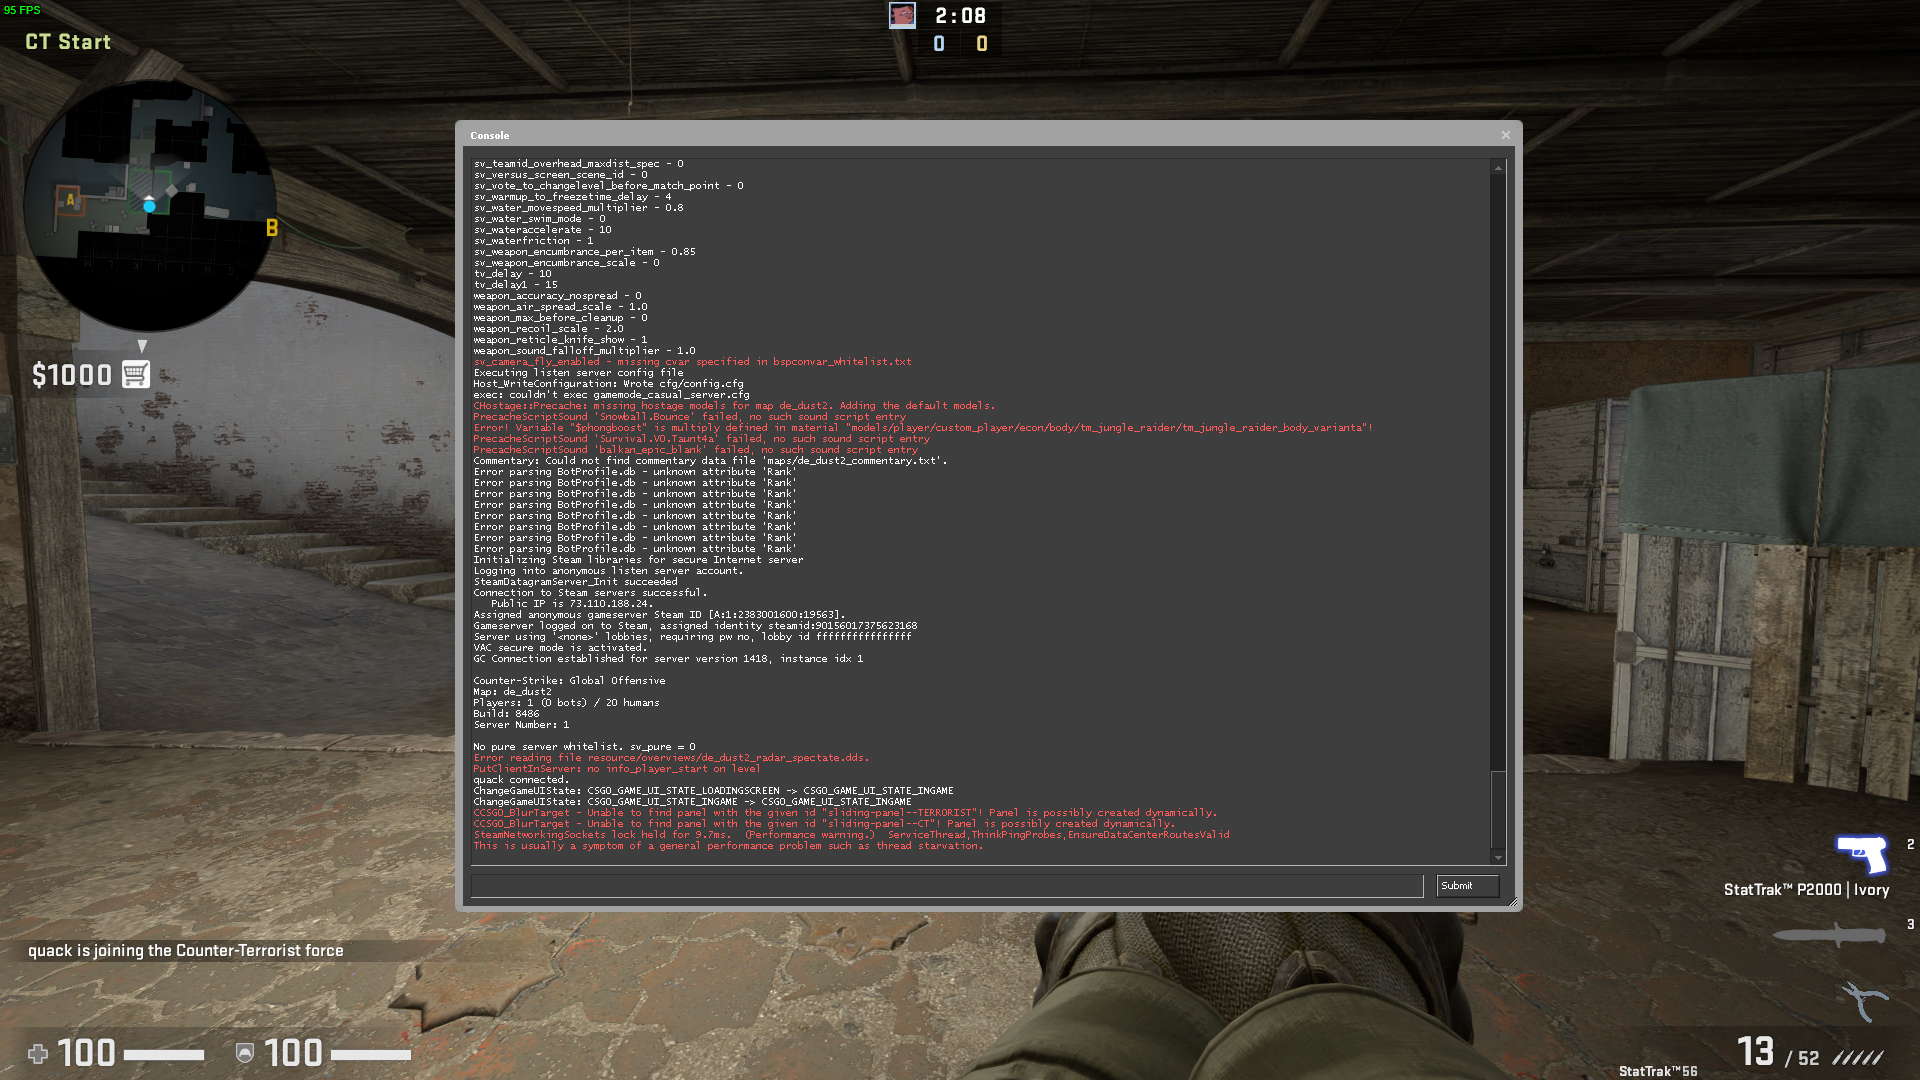 95 FPS
CT Start
2:08
0 0
A
B
$1000
Console
sv_teamid_overhead_maxdist_spec - 0
sv_versus_screen_scene_id - 0
sv_vote_to_changelevel_before_match_point - 0
sv_warmup_to_freezetime_delay - 4
sv_water_movespeed_multiplier - 0.8
sv_water_swim_mode - 0
sv_wateraccelerate - 10
sv_waterfriction - 1
sv_weapon_encumbrance_per_item - 0.85
sv_weapon_encumbrance_scale - 0
tv_delay - 10
tv_delay1 - 15
weapon_accuracy_nospread - 0
weapon_air_spread_scale - 1.0
weapon_max_before_cleanup - 0
weapon_recoil_scale - 2.0
weapon_reticle_knife_show - 1
weapon_sound_falloff_multiplier - 1.0
sv_camera_fly_enabled - missing cvar specified in bspconvar_whitelist.txt
Executing listen server config file
Host_WriteConfiguration: Wrote cfg/config.cfg
exec: couldn't exec gamemode_casual_server.cfg
CHostage::Precache: missing hostage models for map de_dust2. Adding the default models.
PrecacheScriptSound 'Snowball.Bounce' failed, no such sound script entry
Error! Variable "$phongboost" is multiply defined in material "models/player/custom_player/econ/body/tm_jungle_raider/tm_jungle_raider_body_varianta"!
PrecacheScriptSound 'Survival.VO.Taunt4a' failed, no such sound script entry
PrecacheScriptSound 'balkan_epic_blank' failed, no such sound script entry
Commentary: Could not find commentary data file 'maps/de_dust2_commentary.txt'.
Error parsing BotProfile.db - unknown attribute 'Rank'
Error parsing BotProfile.db - unknown attribute 'Rank'
Error parsing BotProfile.db - unknown attribute 'Rank'
Error parsing BotProfile.db - unknown attribute 'Rank'
Error parsing BotProfile.db - unknown attribute 'Rank'
Error parsing BotProfile.db - unknown attribute 'Rank'
Error parsing BotProfile.db - unknown attribute 'Rank'
Error parsing BotProfile.db - unknown attribute 'Rank'
Initializing Steam libraries for secure Internet server
Logging into anonymous listen server account.
SteamDatagramServer_Init succeeded
Connection to Steam servers successful.
Public IP is 73.110.188.24.
Assigned anonymous gameserver Steam ID [A:1:2383001600:19563].
Gameserver logged on to Steam, assigned identity steamid:90156017375623168
Server using '<none>' lobbies, requiring pw no, lobby id ffffffffffffffff
VAC secure mode is activated.
GC Connection established for server version 1418, instance idx 1
Counter-Strike: Global Offensive
Map: de_dust2
Players: 1 (0 bots) / 20 humans
Build: 8486
Server Number: 1
No pure server whitelist. sv_pure = 0
Error reading file resource/overviews/de_dust2_radar_spectate.dds.
PutClientInServer: no info_player_start on level
quack connected.
ChangeGameUIState: CSGO_GAME_UI_STATE_LOADINGSCREEN -> CSGO_GAME_UI_STATE_INGAME
ChangeGameUIState: CSGO_GAME_UI_STATE_INGAME -> CSGO_GAME_UI_STATE_INGAME
CCSGO_BlurTarget - Unable to find panel with the given id "sliding-panel--TERRORIST"! Panel is possibly created dynamically.
CCSGO_BlurTarget - Unable to find panel with the given id "sliding-panel--CT"! Panel is possibly created dynamically.
SteamNetworkingSockets lock held for 9.7ms. (Performance warning.) ServiceThread,ThinkPingProbes,EnsureDataCenterRoutesValid
This is usually a symptom of a general performance problem such as thread starvation.
Submit
2
StatTrak™ P2000 | Ivory
3
quack is joining the Counter-Terrorist force
100 100
13 / 52
StatTrak™56